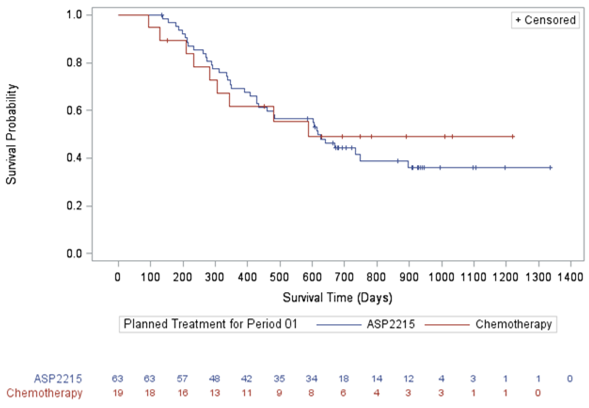 + Censored
Survival Probability
1.0
0.8
0.6
0.4
0.2
0.0
0 100 200 300 400 500 600 700 800 900 1000 1100 1200 1300 1400
Survival Time (Days)
Planned Treatment for Period 01 ASP2215 Chemotherapy
ASP2215 63 63 57 48 42 35 34 18 14 12 4 3 1 1 0
Chemotherapy 19 18 16 13 11 9 8 6 4 3 3 1 1 0